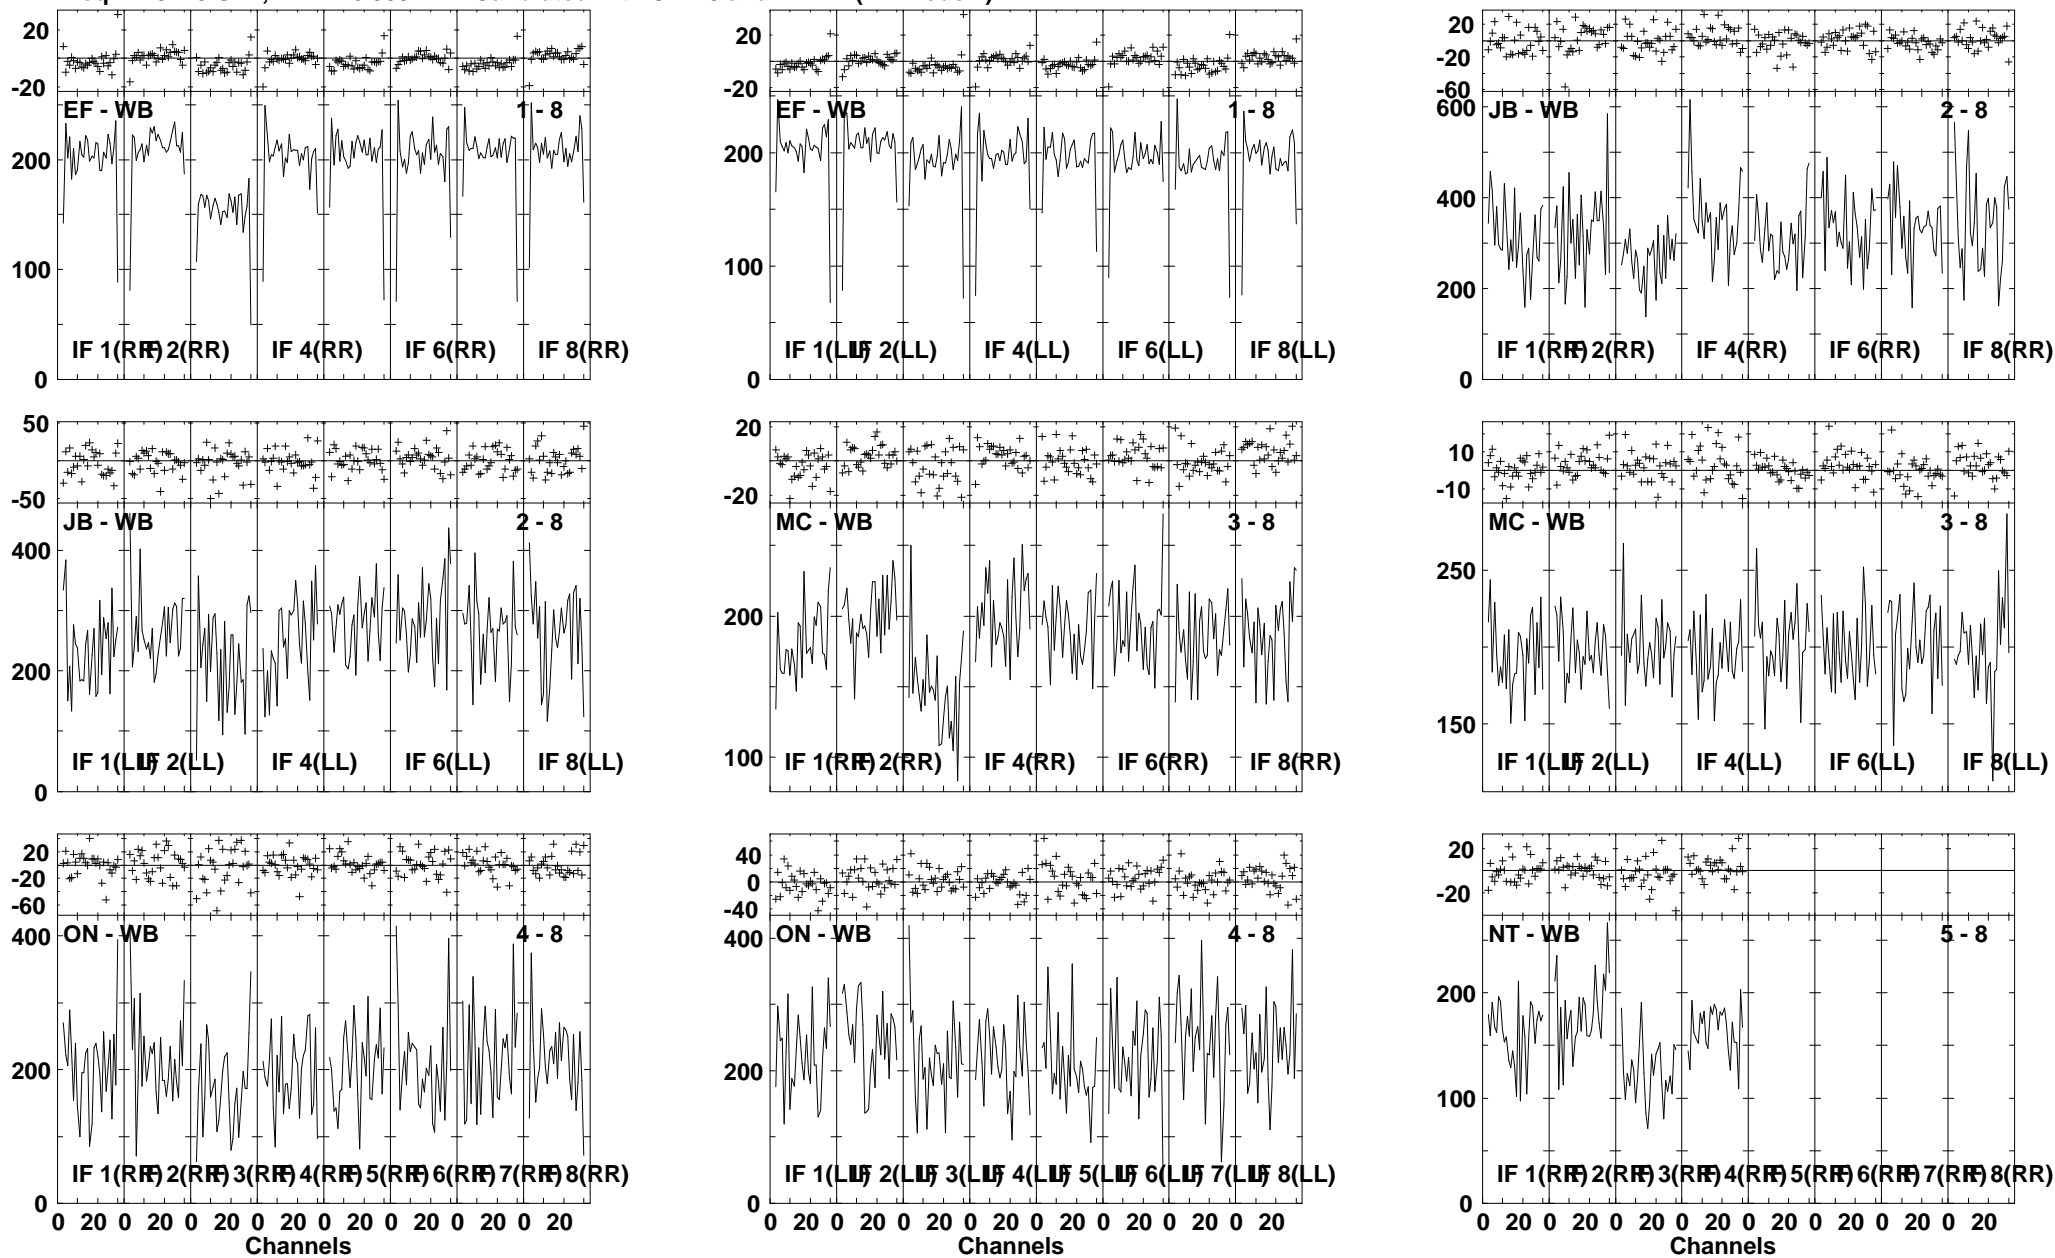 20
-20
EF - WB 1 - 8
200
100
0
IF 1(RR) IF 2(RR) IF 4(RR) IF 6(RR) IF 8(RR)
20
-20
EF - WB 1 - 8
200
100
0
IF 1(LL) IF 2(LL) IF 4(LL) IF 6(LL) IF 8(LL)
20
-20
-60
JB - WB 2 - 8
600
400
200
0
IF 1(RR) IF 2(RR) IF 4(RR) IF 6(RR) IF 8(RR)
50
-50
JB - WB 2 - 8
400
200
0
IF 1(LL) IF 2(LL) IF 4(LL) IF 6(LL) IF 8(LL)
20
-20
MC - WB 3 - 8
200
100
IF 1(RR) IF 2(RR) IF 4(RR) IF 6(RR) IF 8(RR)
10
-10
MC - WB 3 - 8
250
150
IF 1(LL) IF 2(LL) IF 4(LL) IF 6(LL) IF 8(LL)
20
-20
-60
ON - WB 4 - 8
400
200
0
IF 1(RR) IF 2(RR) IF 3(RR) IF 4(RR) IF 5(RR) IF 6(RR) IF 7(RR) IF 8(RR)
0 20 0 20 0 20 0 20 0 20 0 20 0 20 0 20
Channels
40
0
-40
ON - WB 4 - 8
400
200
0
IF 1(LL) IF 2(LL) IF 3(LL) IF 4(LL) IF 5(LL) IF 6(LL) IF 7(LL) IF 8(LL)
0 20 0 20 0 20 0 20 0 20 0 20 0 20 0 20
Channels
20
-20
NT - WB 5 - 8
200
100
0
IF 1(RR) IF 2(RR) IF 3(RR) IF 4(RR) IF 5(RR) IF 6(RR) IF 7(RR) IF 8(RR)
0 20 0 20 0 20 0 20 0 20 0 20 0 20 0 20
Channels